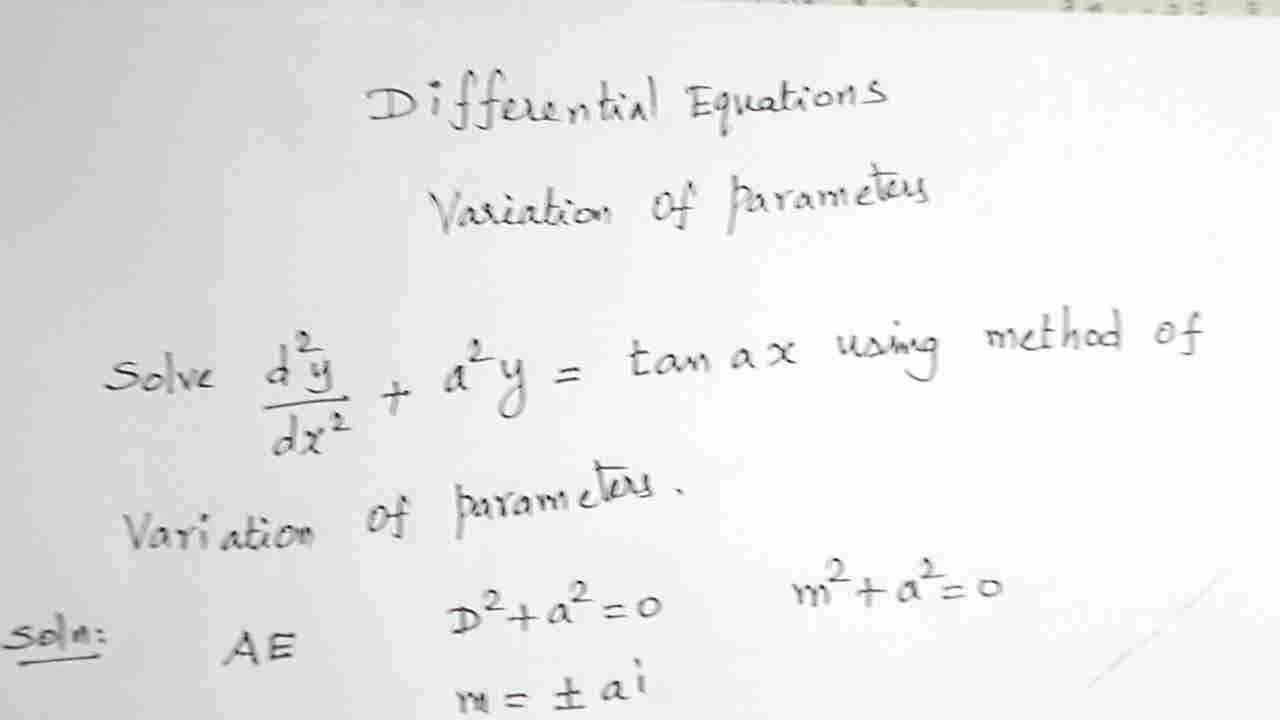 Differential Equations
Variation of parameters
Solve d²y/dx² + a²y = tan ax using method of
Variation of parameters.
Soln: AE D²+a²=0 m²+a²=0
m = ± ai